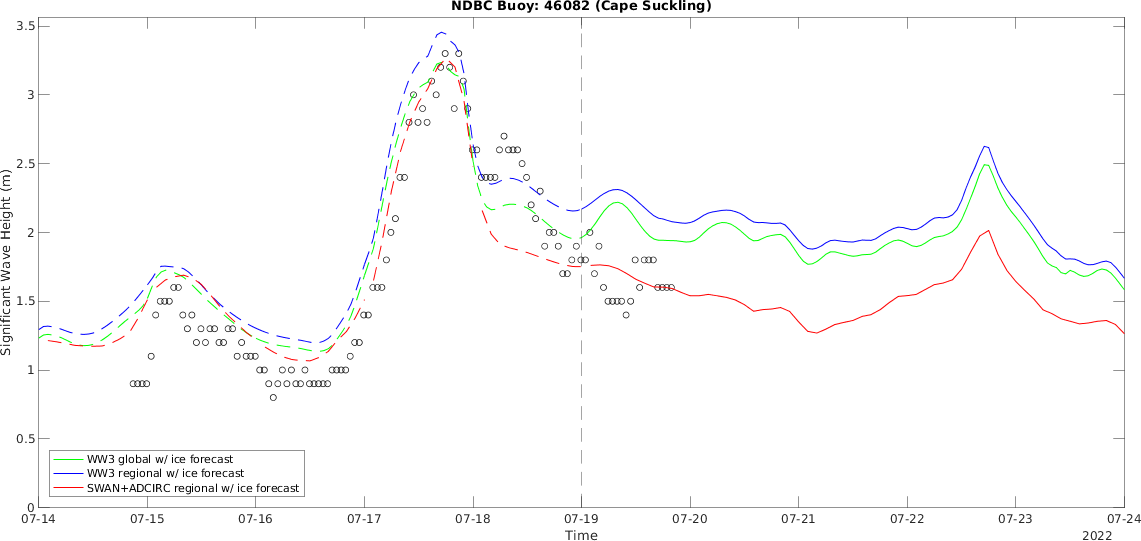 NDBC Buoy: 46082 (Cape Suckling)
3.5
3
2.5
2
1.5
1
0.5
0
Significant Wave Height (m)
WW3 global w/ ice forecast
WW3 regional w/ ice forecast
SWAN+ADCIRC regional w/ ice forecast
07-14 07-15 07-16 07-17 07-18 07-19 07-20 07-21 07-22 07-23 07-24
Time
2022